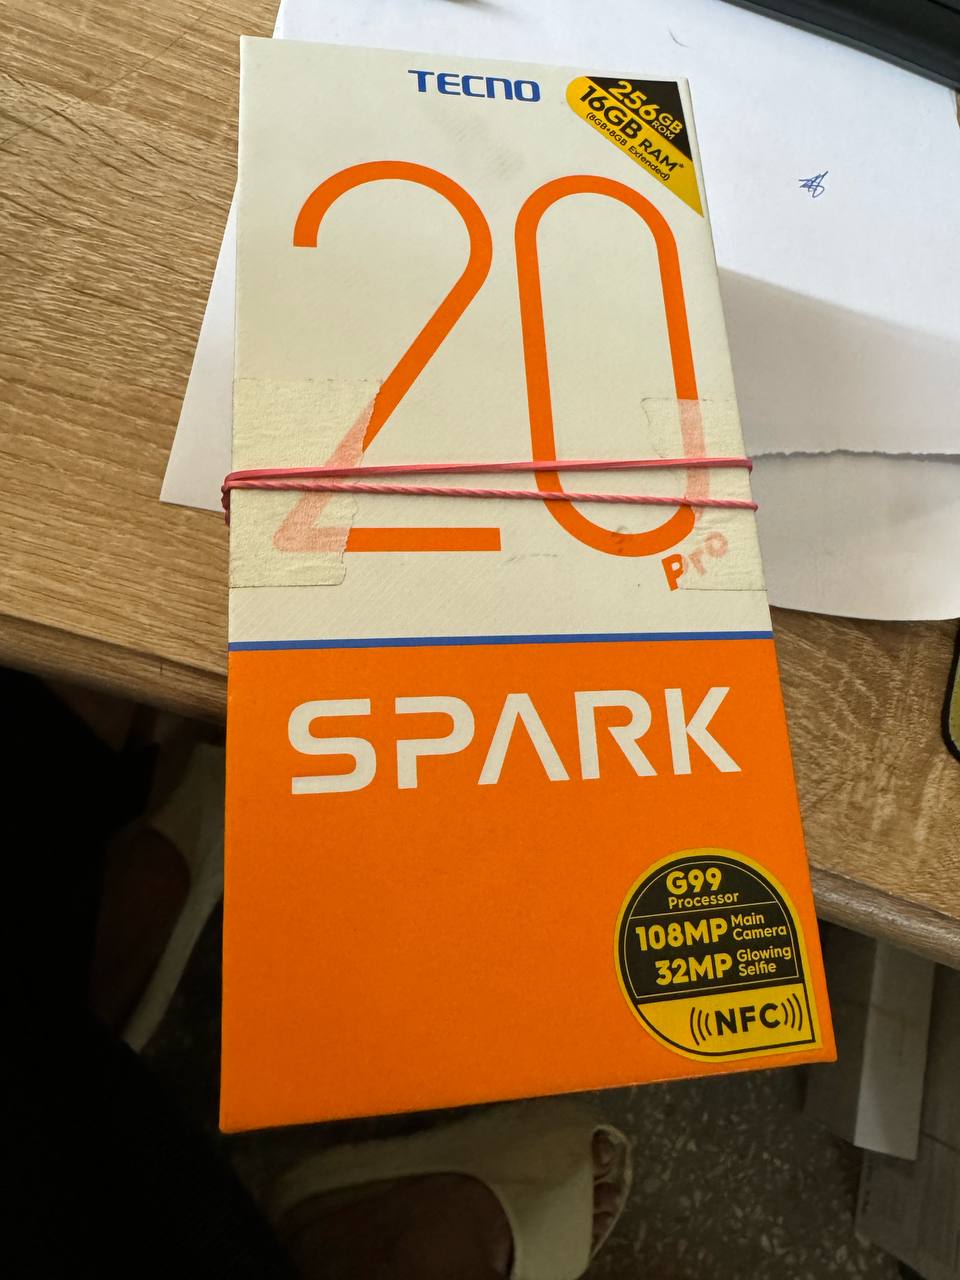 TECNO
256GB ROM
16GB RAM*
(8GB+8GB Extended)
20
Pro
SPARK
G99
Processor
108MP Main Camera
32MP Glowing Selfie
(((NFC)))